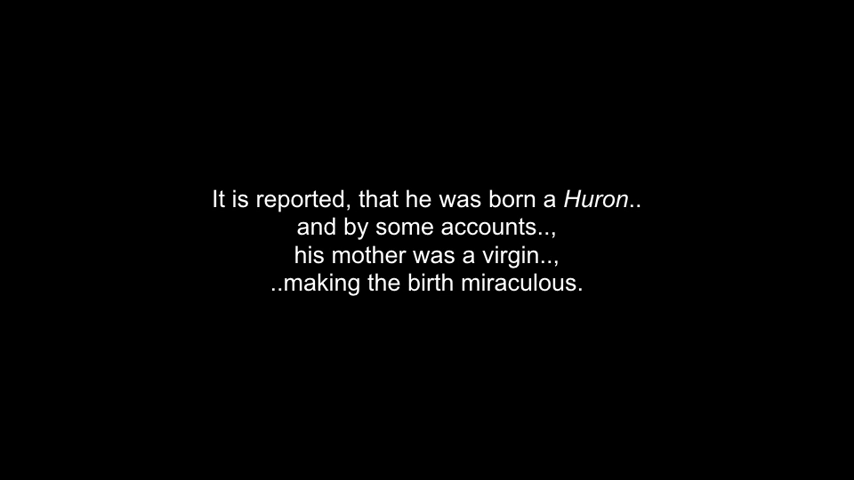 It is reported, that he was born a Huron..
and by some accounts..,
his mother was a virgin..,
..making the birth miraculous.